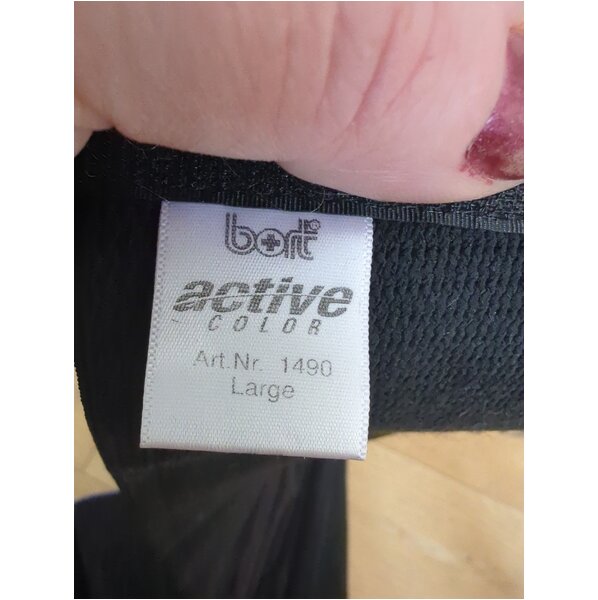 bort
active
COLOR
Art.Nr. 1490
Large